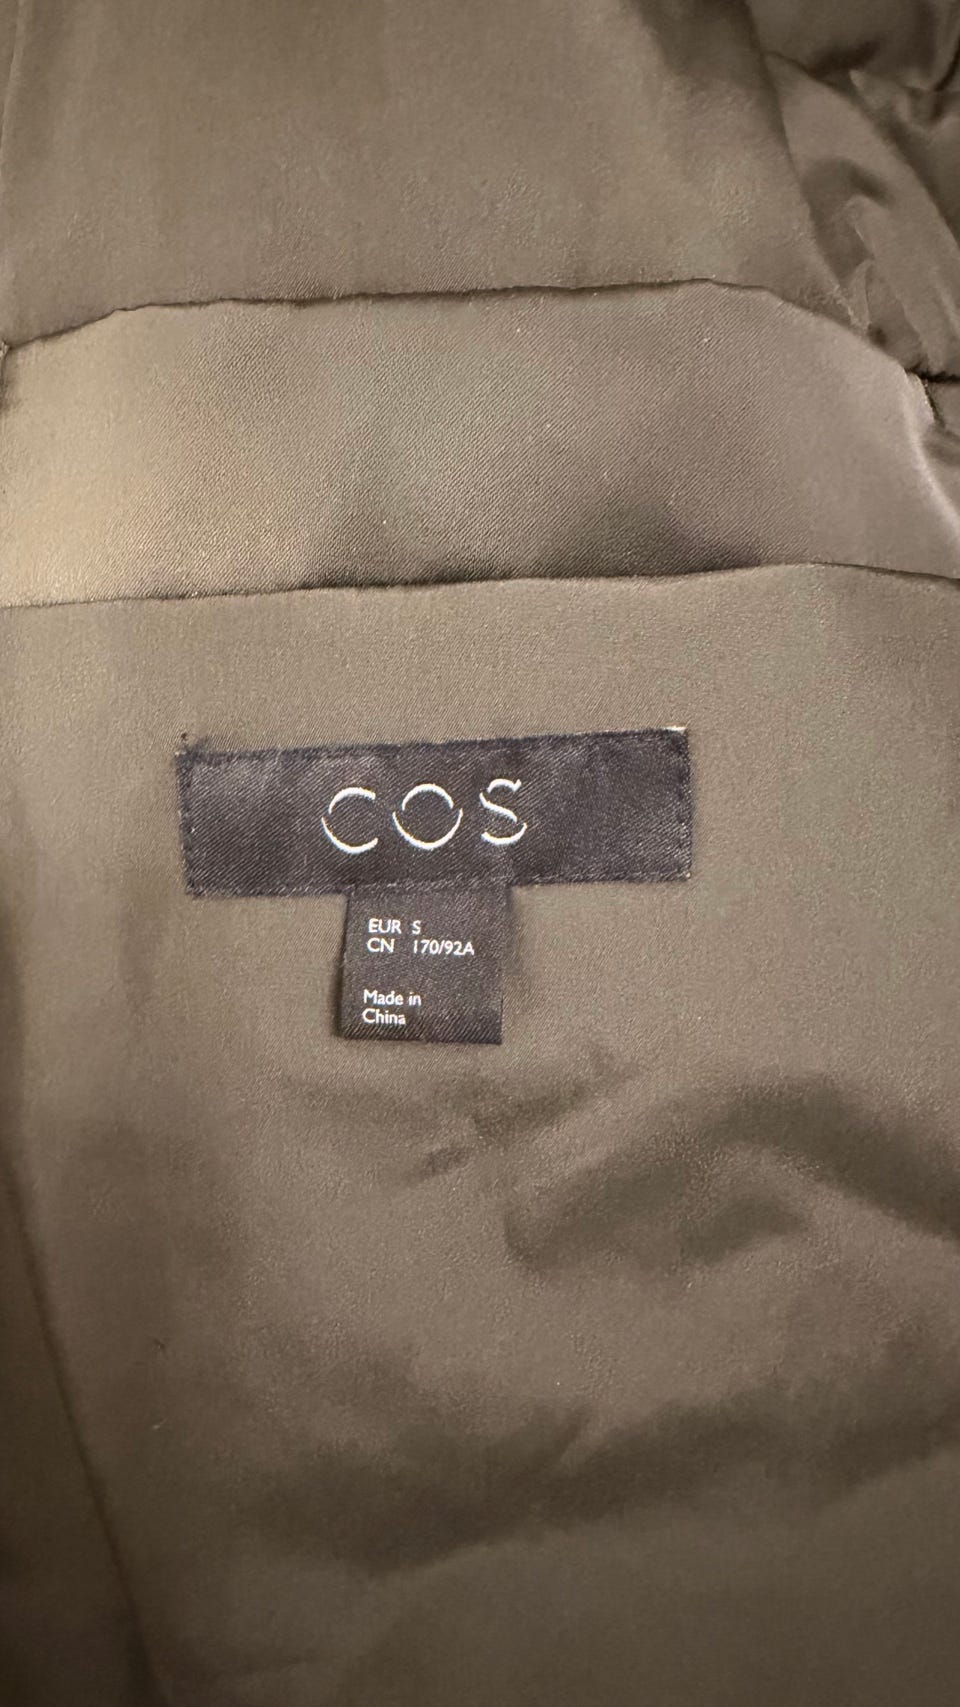 COS
EUR S
CN 170/92A
Made in
China